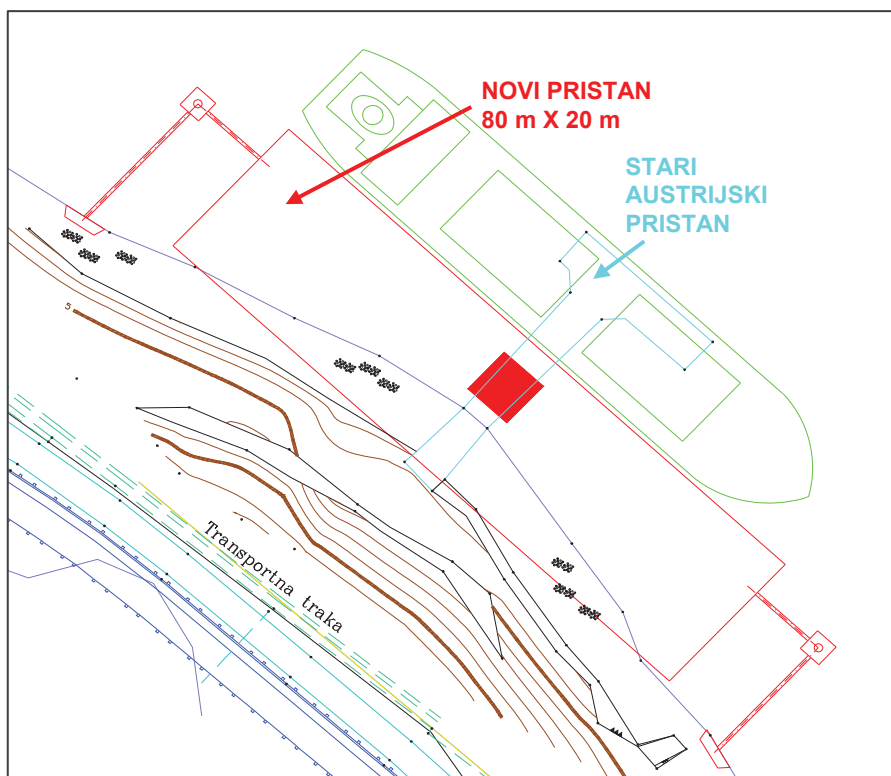 NOVI PRISTAN
80 m X 20 m
STARI
AUSTRIJSKI
PRISTAN
5
Transportna traka